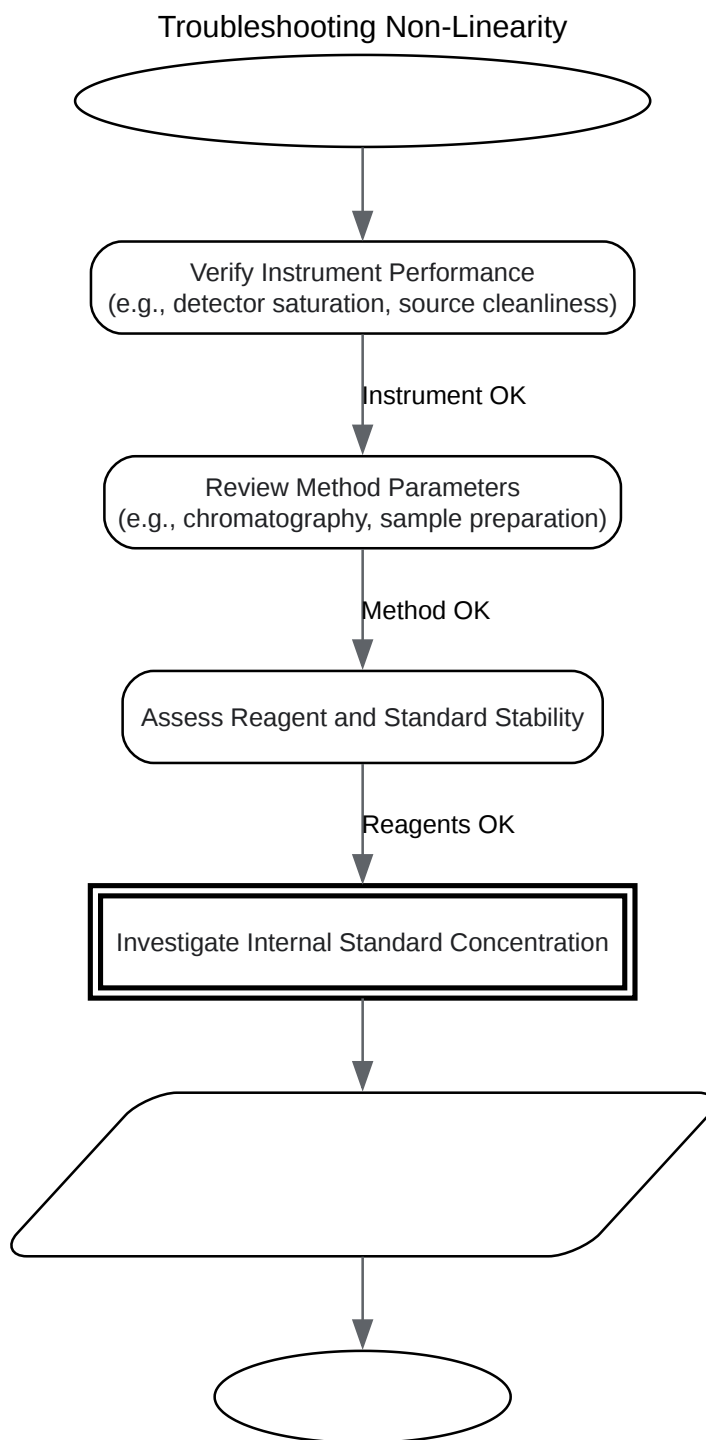 Troubleshooting Non-Linearity
Verify Instrument Performance
(e.g., detector saturation, source cleanliness)
Instrument OK
Review Method Parameters
(e.g., chromatography, sample preparation)
Method OK
Assess Reagent and Standard Stability
Reagents OK
Investigate Internal Standard Concentration